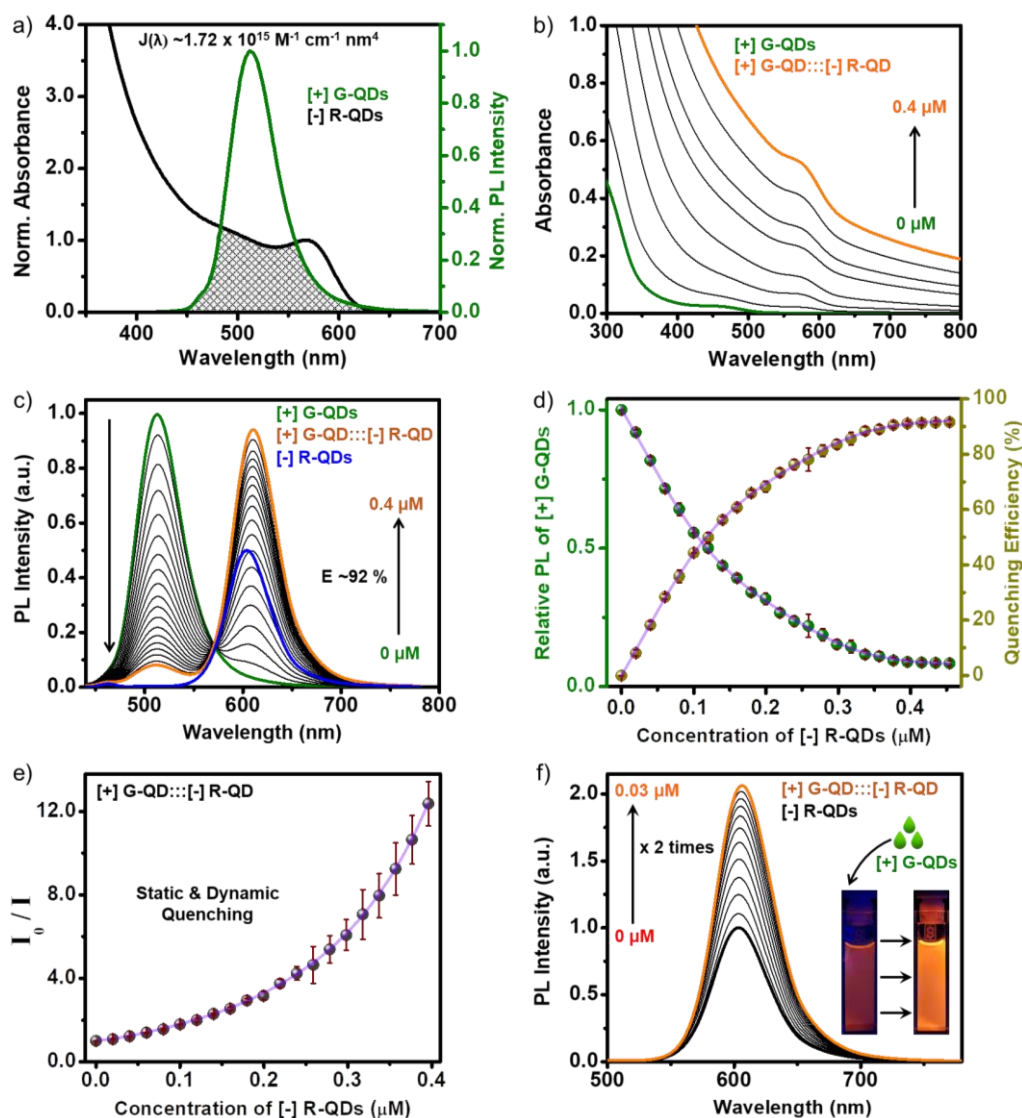 a)
J(λ) ~1.72 x 10¹⁵ M⁻¹ cm⁻¹ nm⁴
[+] G-QDs
[-] R-QDs
4.0
3.0
2.0
1.0
0.0
Norm. Absorbance
1.0
0.8
0.6
0.4
0.2
0.0
Norm. PL Intensity
400
500
600
700
Wavelength (nm)
b)
[+] G-QDs
[+] G-QD:::[-] R-QD
0.4 µM
0 µM
1.0
0.8
0.6
0.4
0.2
0.0
Absorbance
300
400
500
600
700
800
Wavelength (nm)
c)
[+] G-QDs
[+] G-QD:::[-] R-QD
[-] R-QDs
0.4 µM
E ~92 %
0 µM
1.0
0.8
0.6
0.4
0.2
0.0
PL Intensity (a.u.)
500
600
700
800
Wavelength (nm)
d)
1.0
0.5
0.0
Relative PL of [+] G-QDs
100
80
60
40
20
0
Quenching Efficiency (%)
0.0
0.1
0.2
0.3
0.4
Concentration of [-] R-QDs (µM)
e)
[+] G-QD:::[-] R-QD
Static & Dynamic
Quenching
12.0
8.0
4.0
0.0
I₀ / I
0.0
0.1
0.2
0.3
0.4
Concentration of [-] R-QDs (µM)
f)
0.03 µM
x 2 times
0 µM
[+] G-QD:::[-] R-QD
[-] R-QDs
[+] G-QDs
2.0
1.5
1.0
0.5
0.0
PL Intensity (a.u.)
500
600
700
Wavelength (nm)